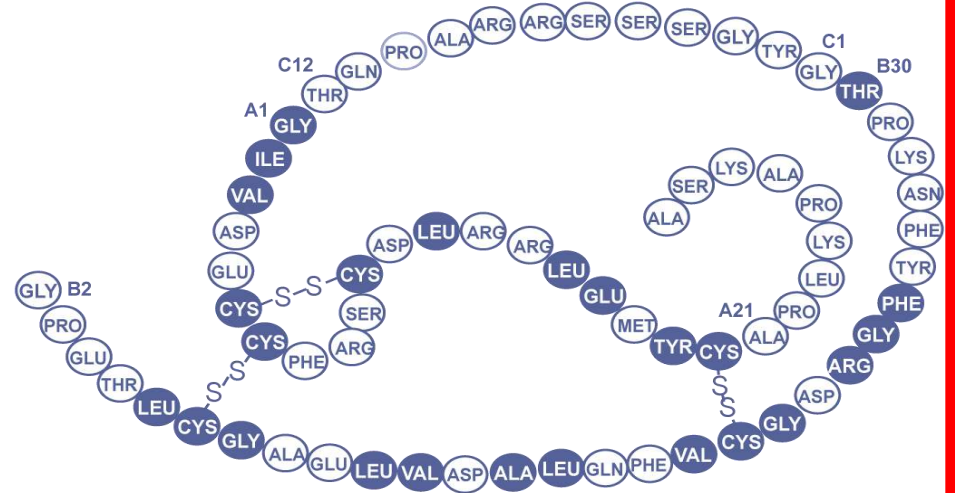 GLY B2
PRO
GLU
THR
LEU
CYS
GLY
ALA
GLU
LEU
VAL
ASP
ALA
LEU
GLN
PHE
VAL
CYS
GLY
ASP
ARG
GLY
PHE
TYR
PHE
ASN
LYS
PRO
THR B30
GLY C1
TYR
GLY
SER
SER
SER
ARG
ARG
ALA
PRO
GLN
THR C12
GLY A1
ILE
VAL
ASP
GLU
CYS
CYS
PHE
ARG
SER
CYS
ASP
LEU
ARG
ARG
LEU
GLU
MET
TYR
CYS A21
ALA
PRO
LEU
LYS
PRO
ALA
LYS
SER
ALA
S S
S
S
S
S